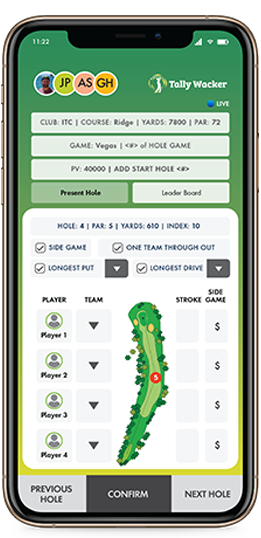 11:22
JP AS GH Tally Wacker
LIVE
CLUB: ITC | COURSE: Ridge | YARDS: 7800 | PAR: 72
GAME: Vegas | <#> of HOLE GAME
PV: 40000 | ADD START HOLE <#>
Present Hole Leader Board
HOLE: 4 | PAR: 5 | YARDS: 610 | INDEX: 10
SIDE GAME ONE TEAM THROUGH OUT
LONGEST PUT LONGEST DRIVE
PLAYER TEAM STROKE SIDE GAME
Player 1 $
Player 2 $
5
Player 3 $
Player 4 $
PREVIOUS HOLE CONFIRM NEXT HOLE